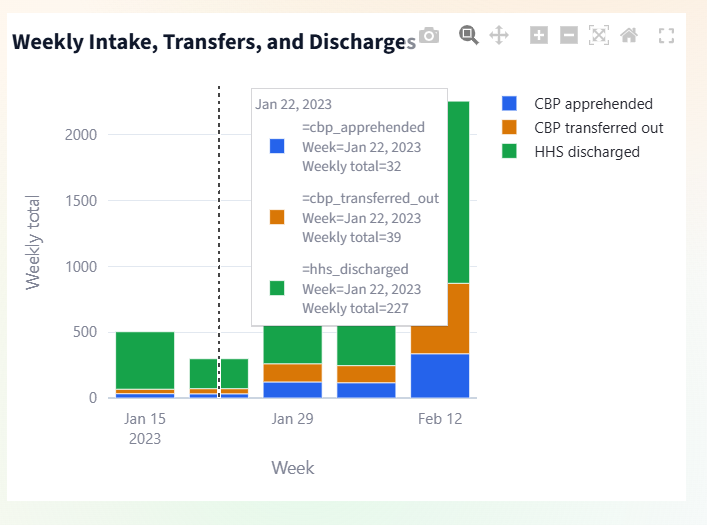 Weekly Intake, Transfers, and Discharges
Jan 22, 2023
=cbp_apprehended
Week=Jan 22, 2023
Weekly total=32
=cbp_transferred_out
Week=Jan 22, 2023
Weekly total=39
=hhs_discharged
Week=Jan 22, 2023
Weekly total=227
CBP apprehended
CBP transferred out
HHS discharged
Weekly total
2000
1500
1000
500
0
Jan 15
2023
Jan 29
Feb 12
Week